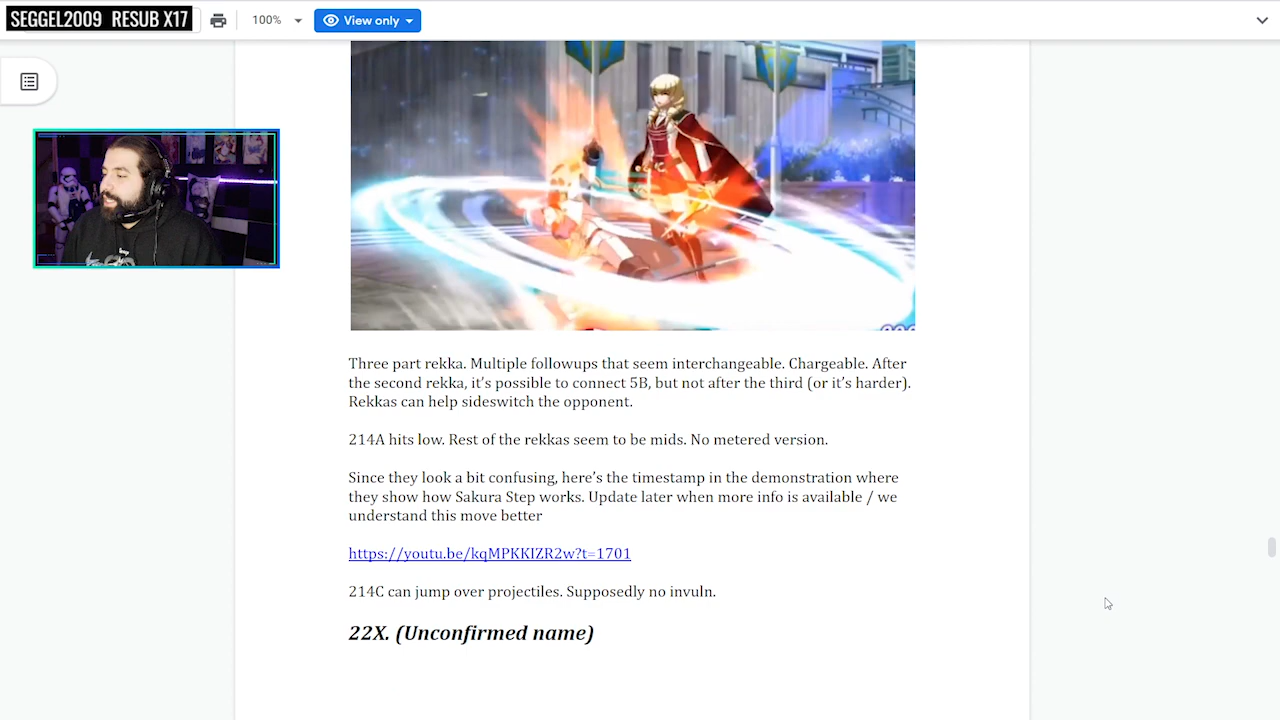 SEGGEL2009 RESUB X17
100%
View only
Three part rekka. Multiple followups that seem interchangeable. Chargeable. After
the second rekka, it's possible to connect 5B, but not after the third (or it's harder).
Rekkas can help sideswitch the opponent.
214A hits low. Rest of the rekkas seem to be mids. No metered version.
Since they look a bit confusing, here's the timestamp in the demonstration where
they show how Sakura Step works. Update later when more info is available / we
understand this move better
https://youtu.be/kqMPKKIZR2w?t=1701
214C can jump over projectiles. Supposedly no invuln.
22X. (Unconfirmed name)